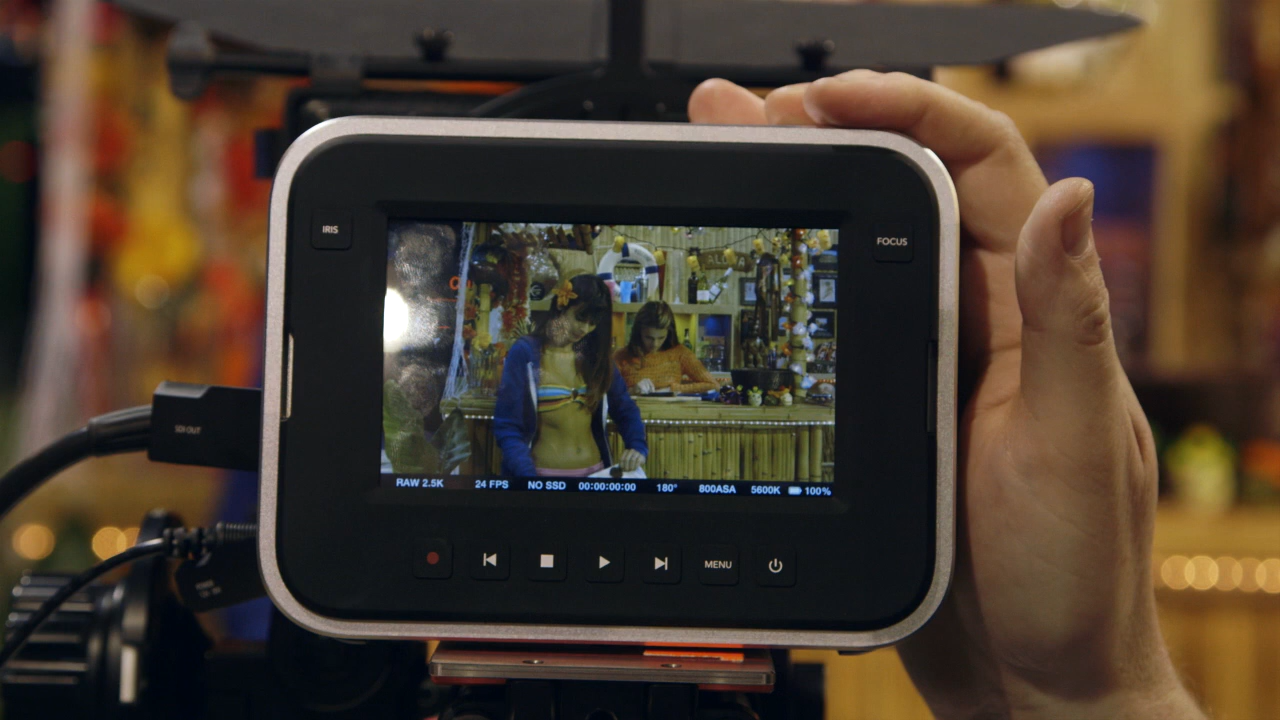 IRIS
FOCUS
RAW 2.5K 24 FPS NO SSD 00:00:00:00 180° 800ASA 5600K 100%
SDI OUT
MENU